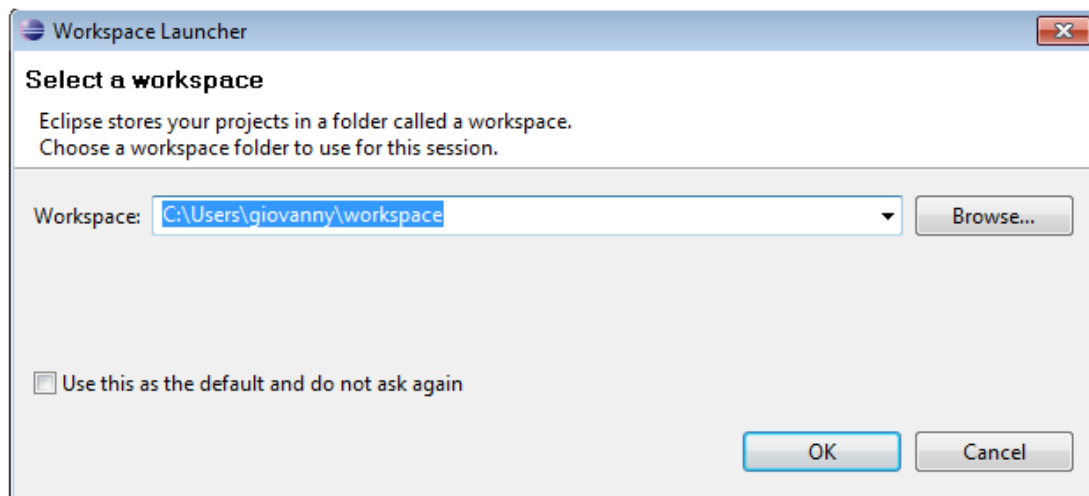 Workspace Launcher
Select a workspace
Eclipse stores your projects in a folder called a workspace.
Choose a workspace folder to use for this session.
Workspace: C:\Users\giovanny\workspace Browse...
Use this as the default and do not ask again
OK Cancel